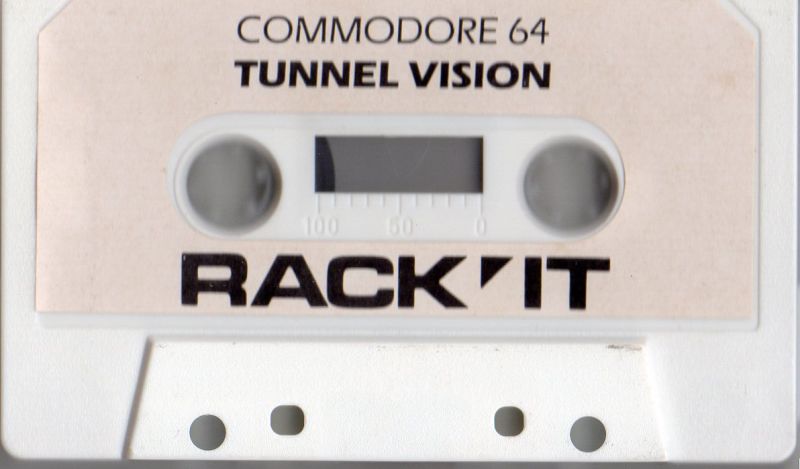 COMMODORE 64
TUNNEL VISION
100 50 0
RACK'IT